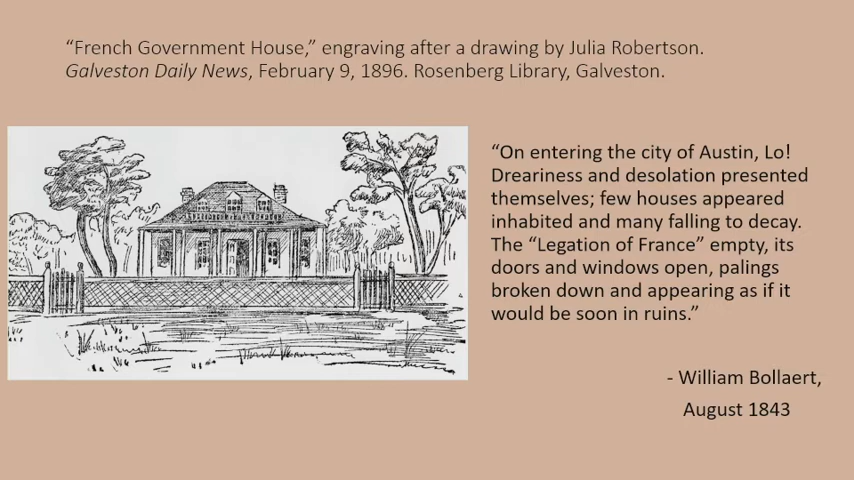 “French Government House,” engraving after a drawing by Julia Robertson.
Galveston Daily News, February 9, 1896. Rosenberg Library, Galveston.
“On entering the city of Austin, Lo!
Dreariness and desolation presented
themselves; few houses appeared
inhabited and many falling to decay.
The “Legation of France” empty, its
doors and windows open, palings
broken down and appearing as if it
would be soon in ruins.”
- William Bollaert,
August 1843